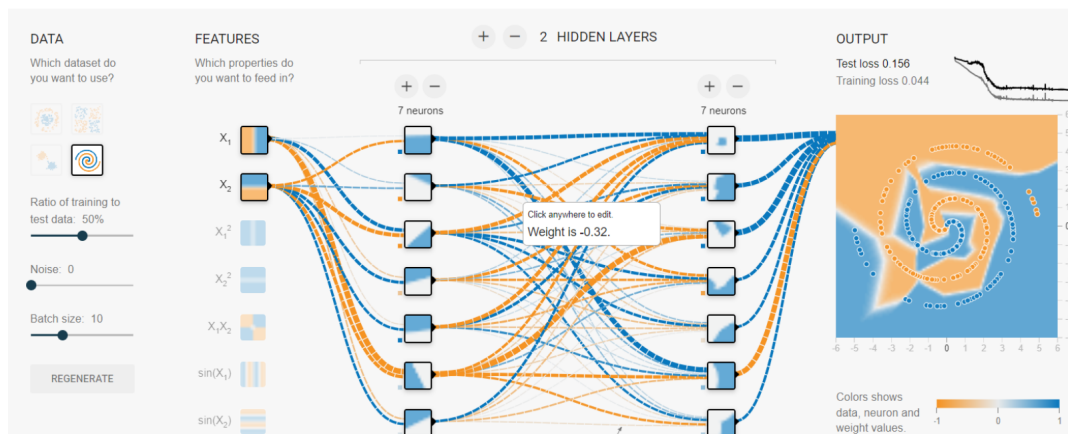 DATA
Which dataset do
you want to use?
Ratio of training to
test data: 50%
Noise: 0
Batch size: 10
REGENERATE
FEATURES
Which properties do
you want to feed in?
X₁
X₂
X₁²
X₂²
X₁X₂
sin(X₁)
sin(X₂)
+ − 2 HIDDEN LAYERS
+ −
7 neurons
+ −
7 neurons
Click anywhere to edit.
Weight is -0.32.
OUTPUT
Test loss 0.156
Training loss 0.044
-6 -5 -4 -3 -2 -1 0 1 2 3 4 5 6
Colors shows
data, neuron and
weight values.
-1 0 1